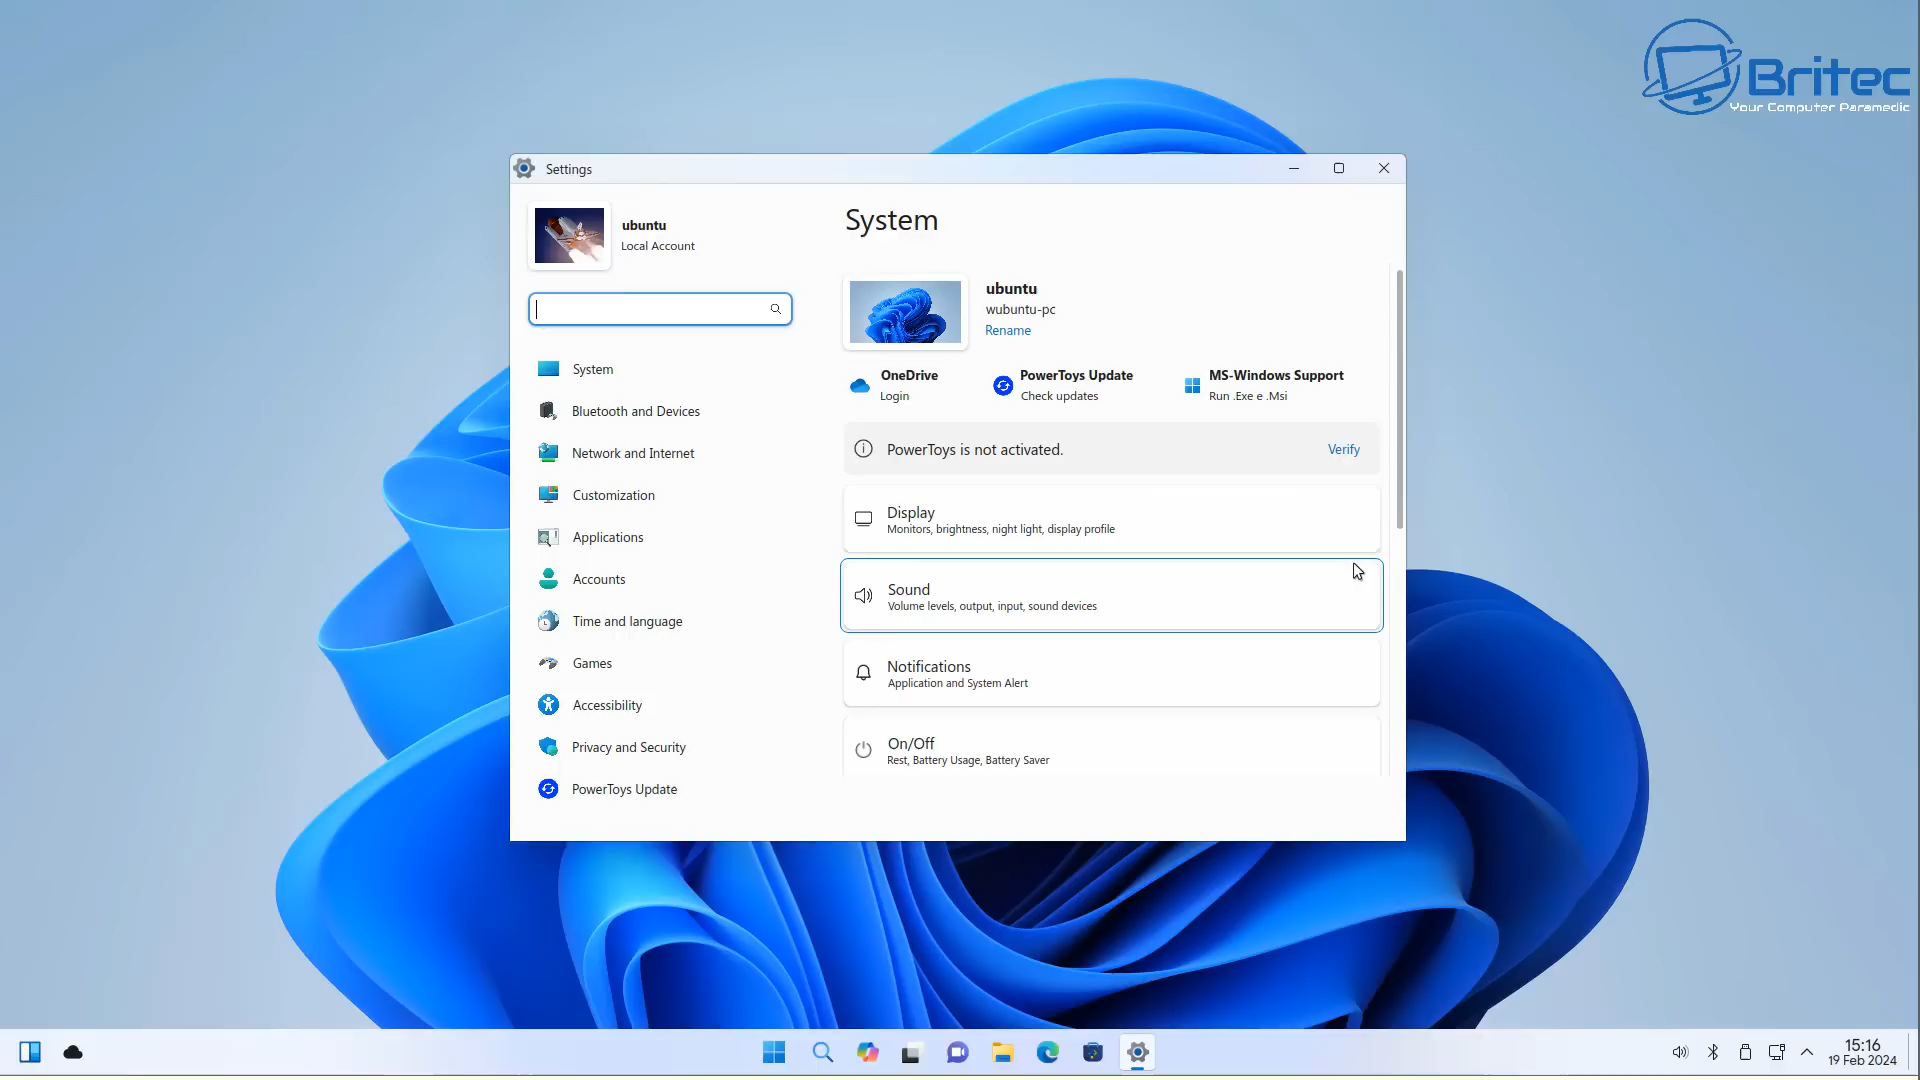 Britec
Your Computer Paramedic
Settings
ubuntu
Local Account
System
Bluetooth and Devices
Network and Internet
Customization
Applications
Accounts
Time and language
Games
Accessibility
Privacy and Security
PowerToys Update
System
ubuntu
wubuntu-pc
Rename
OneDrive
Login
PowerToys Update
Check updates
MS-Windows Support
Run .Exe e .Msi
PowerToys is not activated.
Verify
Display
Monitors, brightness, night light, display profile
Sound
Volume levels, output, input, sound devices
Notifications
Application and System Alert
On/Off
Rest, Battery Usage, Battery Saver
15:16
19 Feb 2024